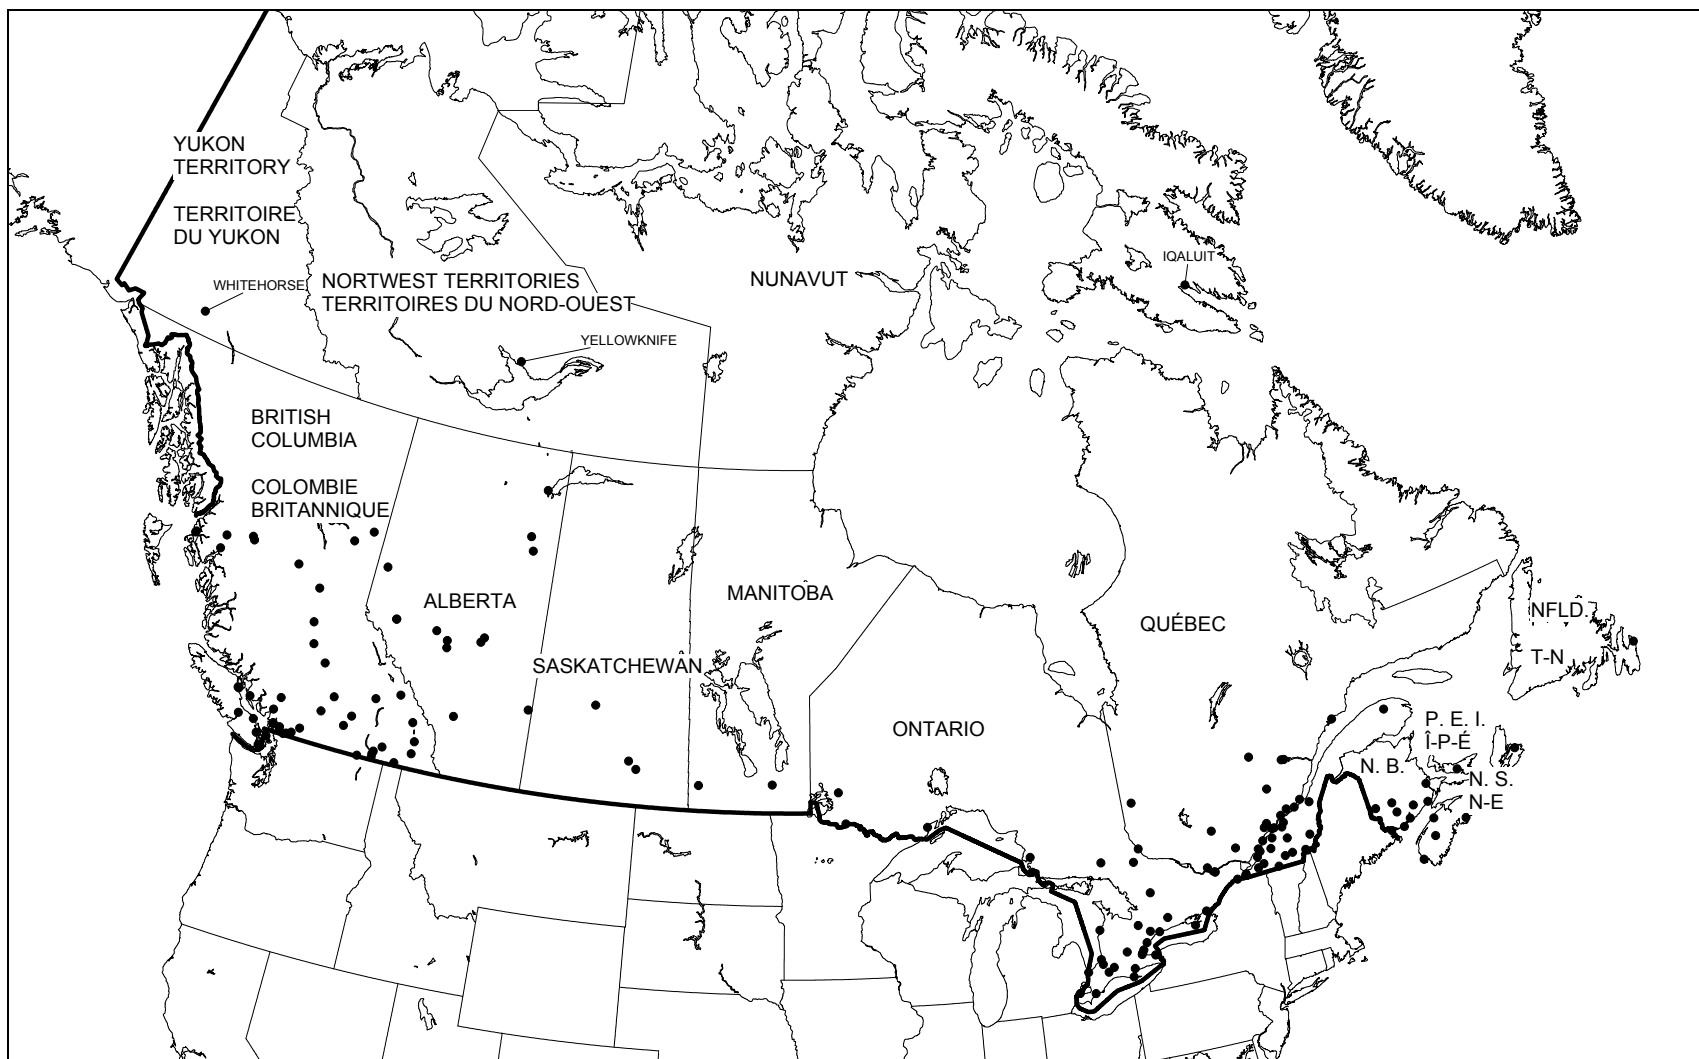 YUKON
TERRITORY
TERRITOIRE
DU YUKON
WHITEHORSE
NORTWEST TERRITORIES
TERRITOIRES DU NORD-OUEST
YELLOWKNIFE
NUNAVUT
IQALUIT
BRITISH
COLUMBIA
COLOMBIE
BRITANNIQUE
ALBERTA
SASKATCHEWAN
MANITOBA
ONTARIO
QUÉBEC
NFLD.
T-N
P. E. I.
Î-P-É
N. B.
N. S.
N-E